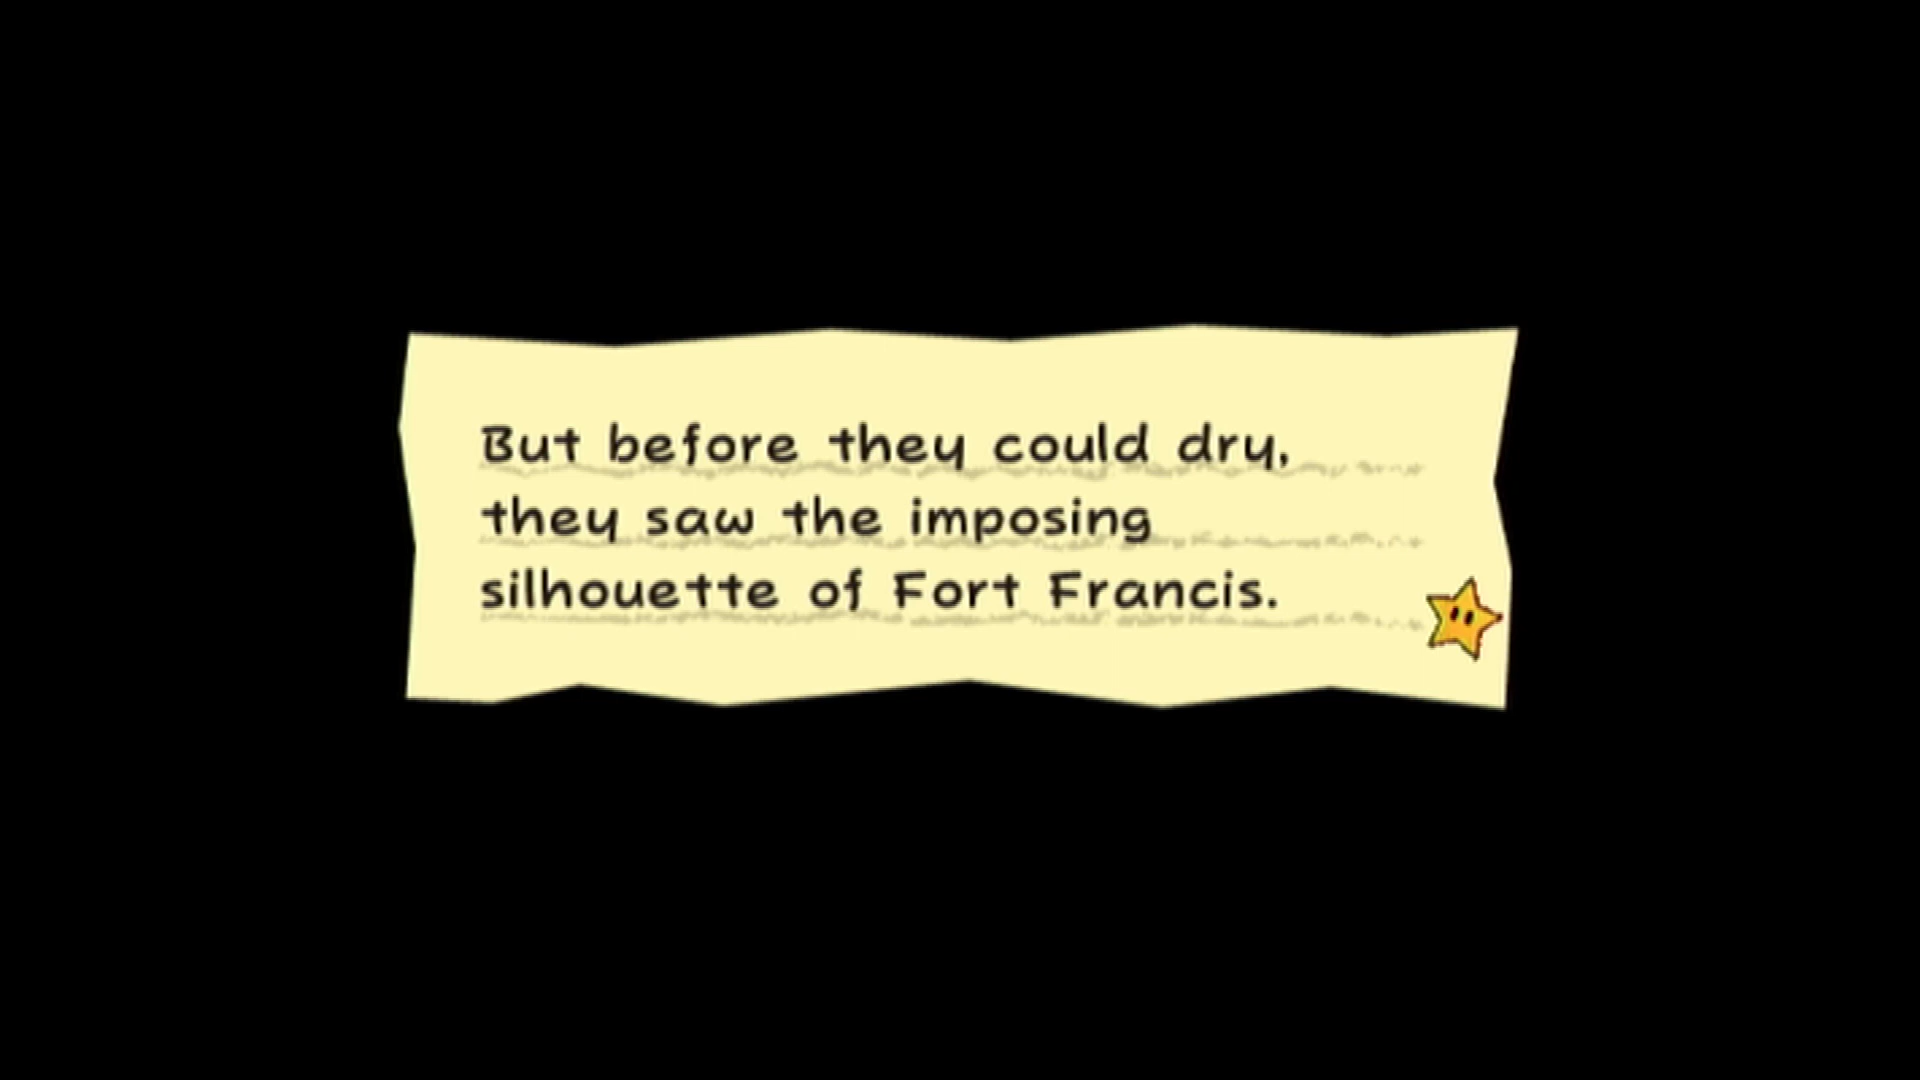 But before they could dry,
they saw the imposing
silhouette of Fort Francis.